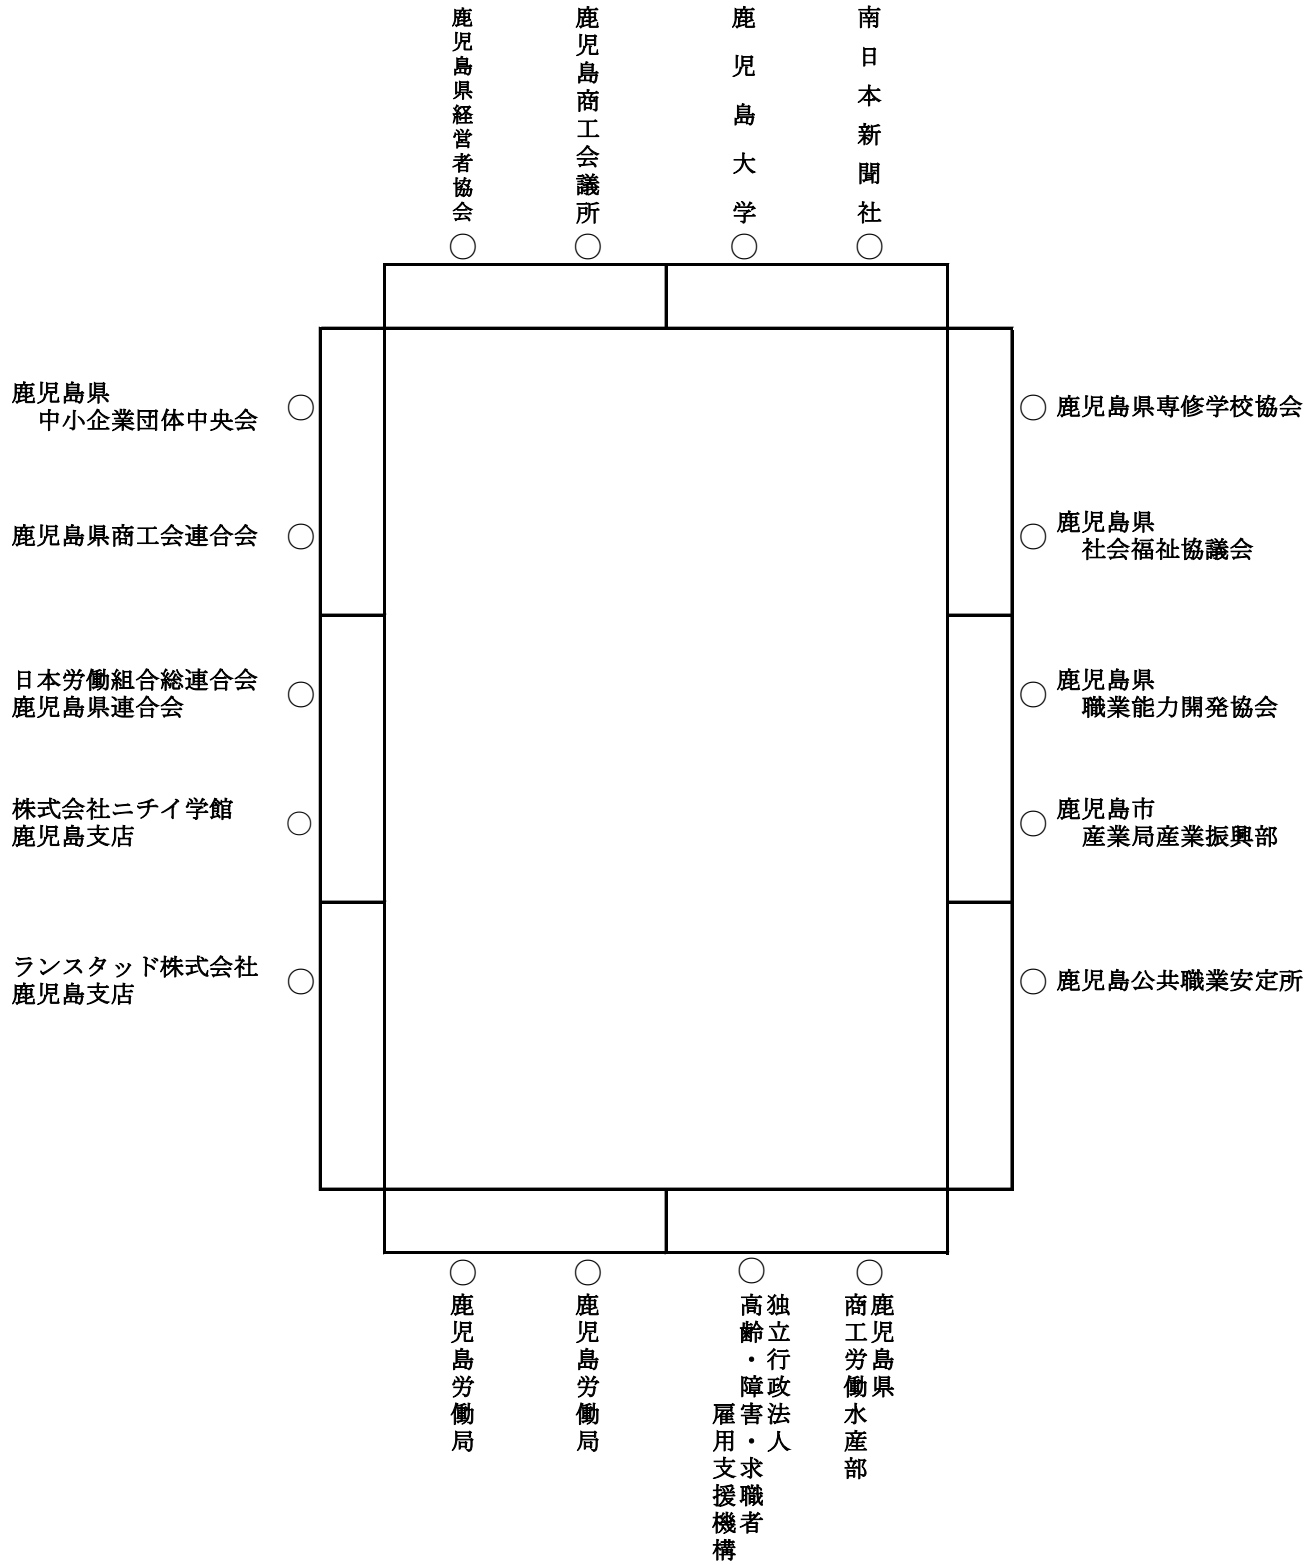 南日本新聞社
鹿児島大学
鹿児島商工会議所
鹿児島県経営者協会
鹿児島県
中小企業団体中央会
鹿児島県商工会連合会
日本労働組合総連合会
鹿児島県連合会
株式会社ニチイ学館
鹿児島支店
ランスタッド株式会社
鹿児島支店
鹿児島県専修学校協会
鹿児島県
社会福祉協議会
鹿児島県
職業能力開発協会
鹿児島市
産業局産業振興部
鹿児島公共職業安定所
鹿児島県
商工労働水産部
独立行政法人
高齢・障害・求職者
雇用支援機構
鹿児島労働局
鹿児島労働局